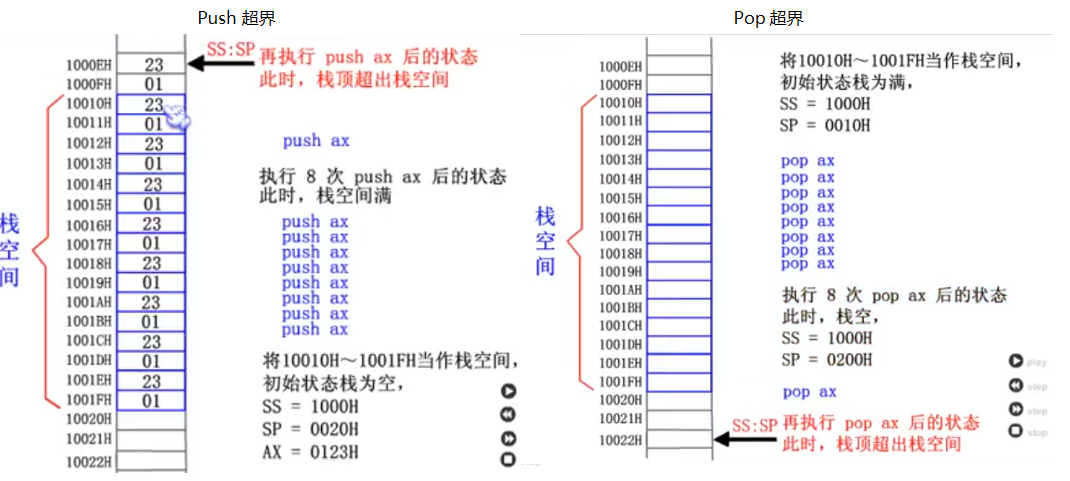 Push 超界
SS:SP
再执行 push ax 后的状态
此时，栈顶超出栈空间
1000EH 23
1000FH 01
10010H 23
10011H 01
10012H 23
10013H 01
10014H 23
10015H 01
10016H 23
10017H 01
10018H 23
10019H 01
1001AH 23
1001BH 01
1001CH 23
1001DH 01
1001EH 23
1001FH 01
10020H
10021H
10022H
栈空间
push ax
执行 8 次 push ax 后的状态
此时，栈空间满
push ax
push ax
push ax
push ax
push ax
push ax
push ax
push ax
将10010H～1001FH当作栈空间，
初始状态栈为空，
SS = 1000H
SP = 0020H
AX = 0123H
Pop 超界
1000EH
1000FH
10010H
10011H
10012H
10013H
10014H
10015H
10016H
10017H
10018H
10019H
1001AH
1001BH
1001CH
1001DH
1001EH
1001FH
10020H
10021H
10022H
栈空间
将10010H～1001FH当作栈空间，
初始状态栈为满，
SS = 1000H
SP = 0010H
pop ax
pop ax
pop ax
pop ax
pop ax
pop ax
pop ax
pop ax
执行 8 次 pop ax 后的状态
此时，栈空，
SS = 1000H
SP = 0200H
pop ax
SS:SP
再执行 pop ax 后的状态
此时，栈顶超出栈空间
play
step
step
stop